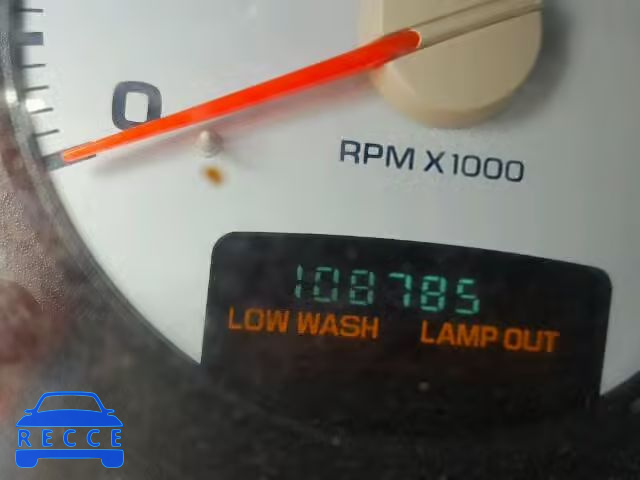 0
RPM X1000
108785
LOW WASH LAMP OUT
RECCE